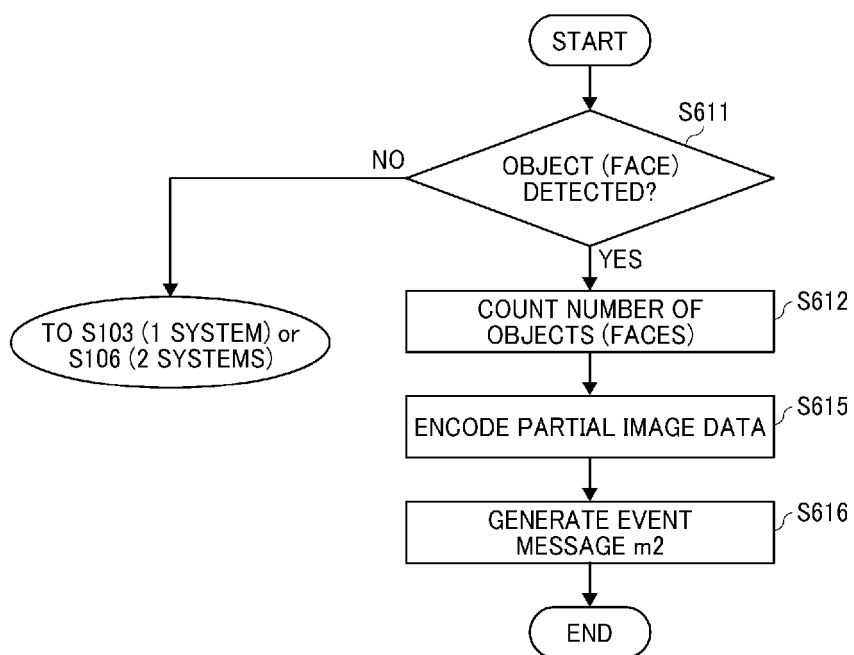 START
S611
NO
OBJECT (FACE)
DETECTED?
YES
COUNT NUMBER OF
OBJECTS (FACES)
S612
TO S103 (1 SYSTEM) or
S106 (2 SYSTEMS)
ENCODE PARTIAL IMAGE DATA
S615
GENERATE EVENT
MESSAGE m2
S616
END